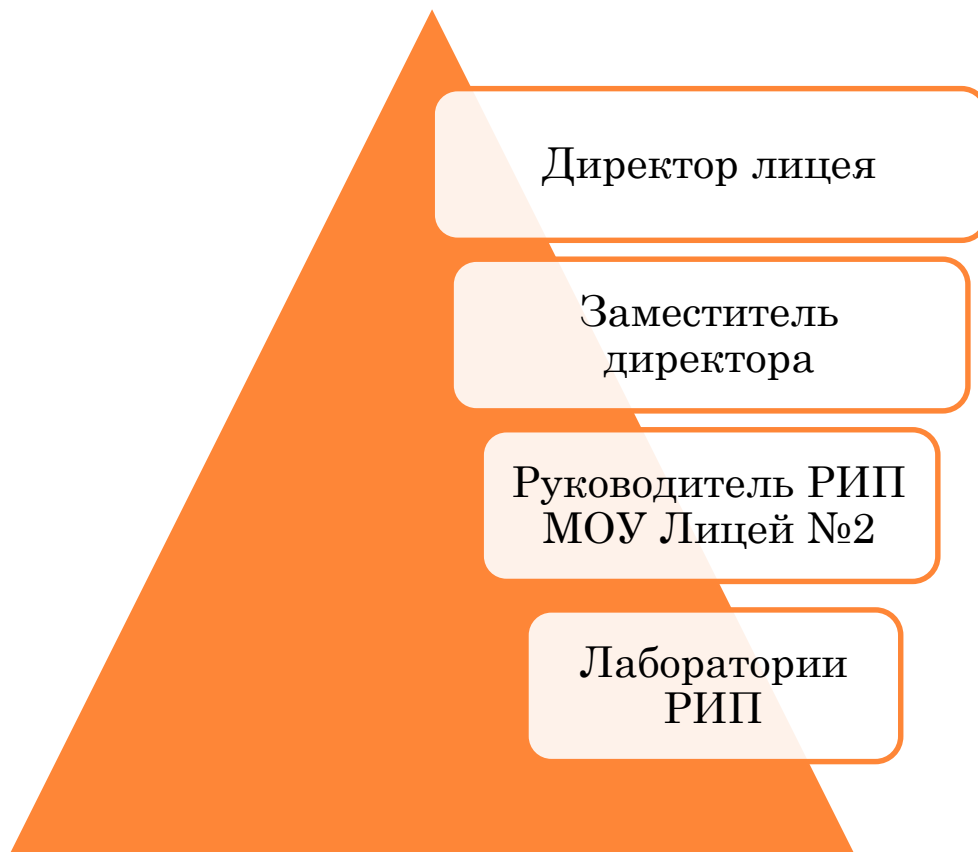 Директор лицея
Заместитель
директора
Руководитель РИП
МОУ Лицей №2
Лаборатории
РИП